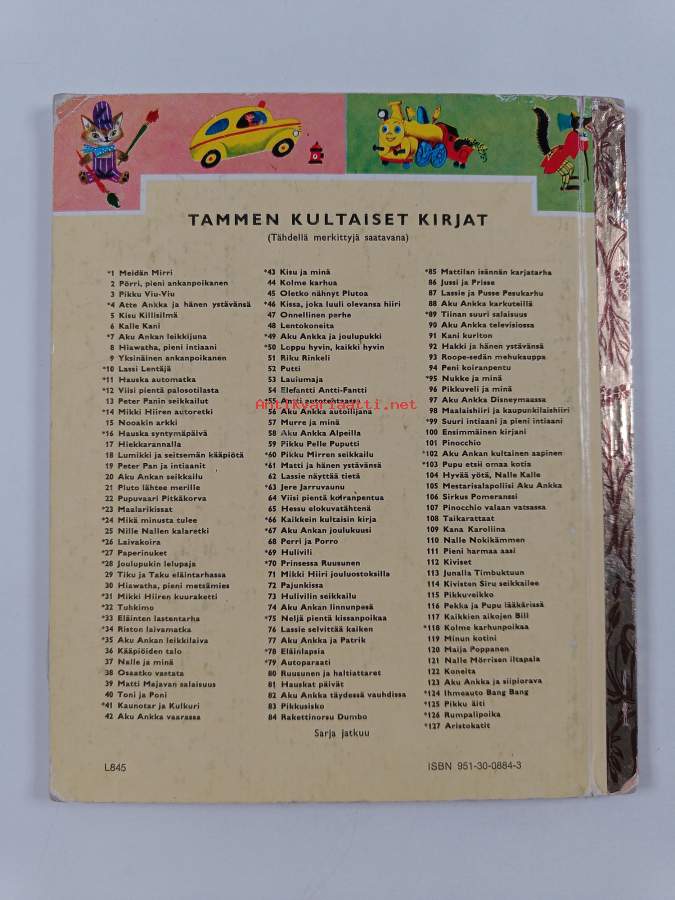 TAMMEN KULTAISET KIRJAT
(Tähdellä merkittyjä saatavana)
*1 Meidän Mirri
2 Pörri, pieni ankanpoikanen
3 Pikku Viu-Viu
*4 Atte Ankka ja hänen ystävänsä
5 Kisu Killisilmä
6 Kalle Kani
*7 Aku Ankan leikkijuna
8 Hiawatha, pieni intiaani
9 Yksinäinen ankanpoikanen
*10 Lassi Lentäjä
*11 Hauska automatka
*12 Viisi pientä palosotilasta
13 Peter Panin seikkailut
*14 Mikki Hiiren autoretki
15 Nooakin arkki
*16 Hauska syntymäpäivä
17 Hiekkarannalla
18 Lumikki ja seitsemän kääpiötä
19 Peter Pan ja intiaanit
20 Aku Ankan seikkailu
21 Pluto lähtee merille
22 Pupuvaari Pitkäkorva
*23 Maalarikissat
*24 Mikä minusta tulee
25 Nille Nallen kalaretki
*26 Laivakoira
*27 Paperinuket
*28 Joulupukin lelupaja
29 Tiku ja Taku eläintarhassa
30 Hiawatha, pieni metsämies
*31 Mikki Hiiren kuuraketti
*32 Tuhkimo
*33 Eläinten lastentarha
*34 Riston laivamatka
*35 Aku Ankan leikkilaiva
36 Kääpiöiden talo
37 Nalle ja minä
38 Osaatko vastata
39 Matti Majavan salaisuus
40 Toni ja Poni
*41 Kaunotar ja Kulkuri
42 Aku Ankka vaarassa
*43 Kisu ja minä
44 Kolme karhua
45 Oletko nähnyt Plutoa
*46 Kissa, joka luuli olevansa hiiri
47 Onnellinen perhe
48 Lentokoneita
*49 Aku Ankka ja joulupukki
*50 Loppu hyvin, kaikki hyvin
51 Riku Rinkeli
52 Putti
53 Lauiumaja
54 Elefantti Antti-Fantti
*55 Antti autotehtaassa
56 Aku Ankka autoilijana
57 Murre ja minä
58 Aku Ankka Alpeilla
59 Pikku Pelle Puputti
*60 Pikku Mirren seikkailu
*61 Matti ja hänen ystävänsä
62 Lassie näyttää tietä
*63 Jere Jarruvaunu
64 Viisi pientä koiranpentua
65 Hessu elokuvatähtenä
*66 Kaikkein kultaisin kirja
*67 Aku Ankan joulukuusi
68 Perri ja Porro
*69 Hulivili
*70 Prinsessa Ruusunen
71 Mikki Hiiri jouluostoksilla
72 Pajunkissa
73 Hulivilin seikkailu
74 Aku Ankan linnunpesä
*75 Neljä pientä kissanpoikaa
76 Lassie selvittää kaiken
77 Aku Ankka ja Patrik
*78 Eläinlapsia
*79 Autoparaati
80 Ruusunen ja haltiattaret
81 Hauskat päivät
82 Aku Ankka täydessä vauhdissa
83 Pikkusisko
84 Rakettinorsu Dumbo
Sarja jatkuu
*85 Mattilan isännän karjatarha
86 Jussi ja Prisse
87 Lassie ja Pusse Pesukarhu
88 Aku Ankka karkuteillä
*89 Tiinan suuri salaisuus
90 Aku Ankka televisiossa
91 Kani kuriton
92 Hakki ja hänen ystävänsä
93 Roope-sedän mehukauppa
94 Peni koiranpentu
*95 Nukke ja minä
96 Pikkuveli ja minä
97 Aku Ankka Disneymaassa
98 Maalaishiiri ja kaupunkilaishiiri
*99 Suuri intiaani ja pieni intiaani
100 Ensimmäinen kirjani
101 Pinocchio
*102 Aku Ankan kultainen aapinen
*103 Pupu etsii omaa kotia
104 Hyvää yötä, Nalle Kalle
105 Mestarisalapoliisi Aku Ankka
106 Sirkus Pomeranssi
107 Pinocchio valaan vatsassa
108 Taikarattaat
109 Kana Karoliina
110 Nalle Nokikämmen
111 Pieni harmaa aasi
112 Kiviset
113 Junalla Timbuktuun
114 Kivisten Siru seikkailee
115 Pikkuveikko
116 Pekka ja Pupu lääkärissä
117 Kaikkien aikojen Bill
*118 Kolme karhunpoikaa
119 Minun kotini
120 Maija Poppanen
121 Nalle Mörrisen iltapala
122 Koneita
123 Aku Ankka ja siipiorava
*124 Ihmeauto Bang Bang
*125 Pikku äiti
*126 Rumpalipoika
*127 Aristokatit
L845
ISBN 951-30-0884-3
Antikvariaatti.net